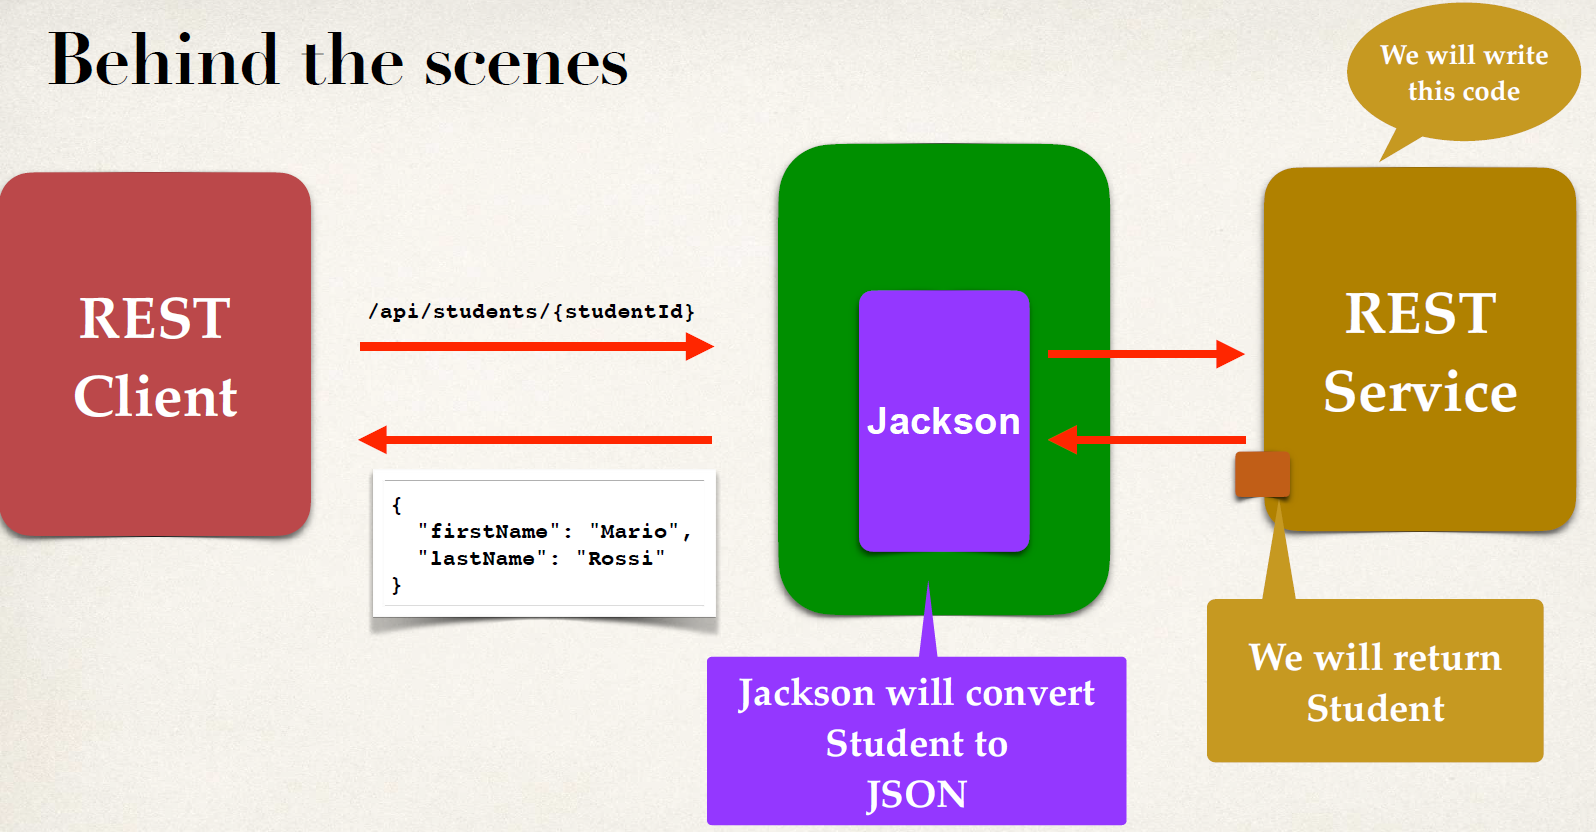 Behind the scenes
We will write
this code
REST
Client
/api/students/{studentId}
{
"firstName": "Mario",
"lastName": "Rossi"
}
Jackson
REST
Service
Jackson will convert
Student to
JSON
We will return
Student